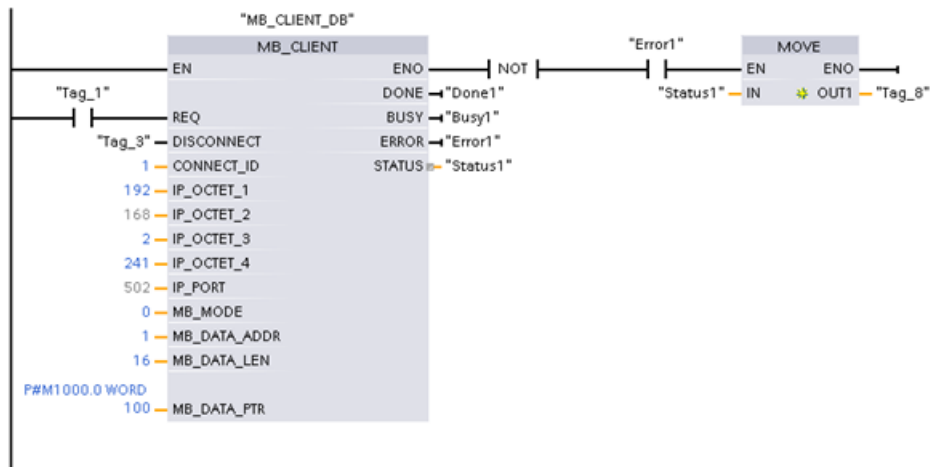 "MB_CLIENT_DB"
MB_CLIENT
"Error1"
MOVE
EN ENO NOT EN ENO
"Tag_1" DONE "Done1" "Status1" IN OUT1 "Tag_8"
REQ BUSY "Busy1"
"Tag_3" DISCONNECT ERROR "Error1"
1 CONNECT_ID STATUS "Status1"
192 IP_OCTET_1
168 IP_OCTET_2
2 IP_OCTET_3
241 IP_OCTET_4
502 IP_PORT
0 MB_MODE
1 MB_DATA_ADDR
16 MB_DATA_LEN
P#M1000.0 WORD
100 MB_DATA_PTR